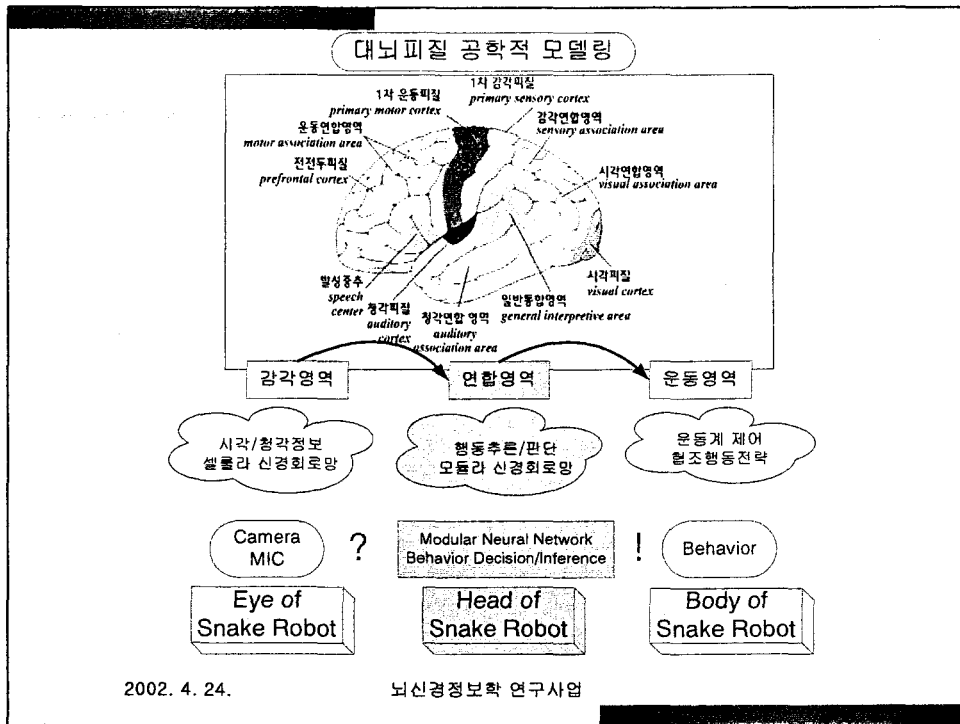 대뇌피질 공학적 모델링
1차 운동피질
primary motor cortex
1차 감각피질
primary sensory cortex
운동연합영역
motor association area
감각연합영역
sensory association area
전전두피질
prefrontal cortex
시각연합영역
visual association area
발성중추
speech
center
청각피질
auditory
cortex
청각연합 영역
auditory
association area
일반통합영역
general interpretive area
시각피질
visual cortex
감각영역
연합영역
운동영역
시각/청각정보
셀룰라 신경회로망
행동추론/판단
모듈라 신경회로망
운동계 제어
협조행동전략
Camera
MIC
?
Modular Neural Network
Behavior Decision/Inference
!
Behavior
Eye of
Snake Robot
Head of
Snake Robot
Body of
Snake Robot
2002. 4. 24.
뇌신경정보학 연구사업